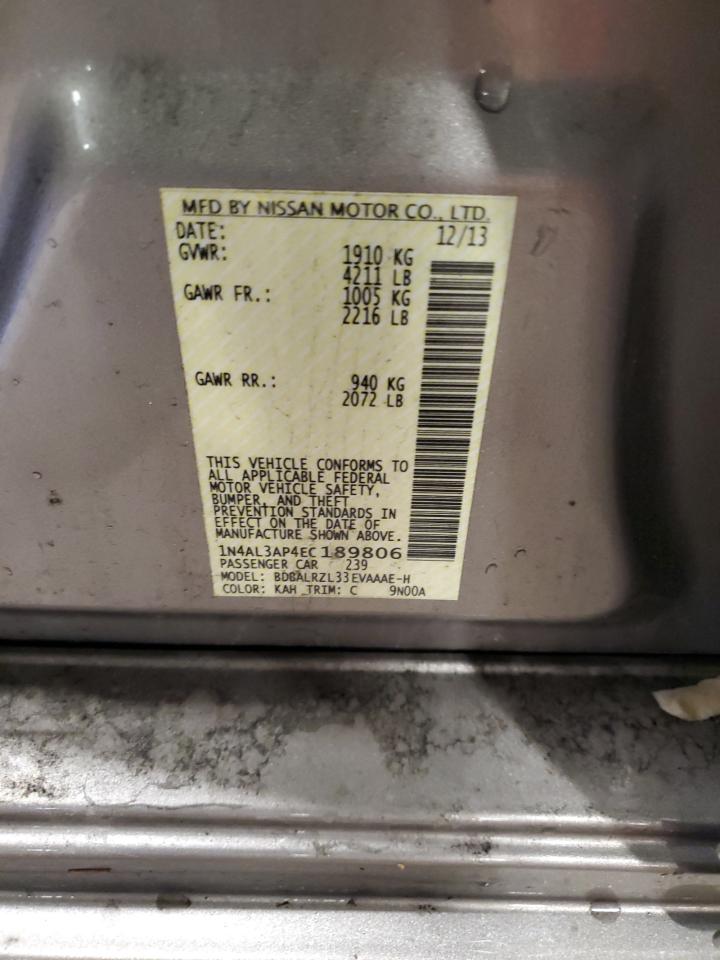 MFD BY NISSAN MOTOR CO., LTD.
DATE: 12/13
GVWR: 1910 KG
4211 LB
GAWR FR.: 1005 KG
2216 LB
GAWR RR.: 940 KG
2072 LB
THIS VEHICLE CONFORMS TO
ALL APPLICABLE FEDERAL
MOTOR VEHICLE SAFETY,
BUMPER, AND THEFT
PREVENTION STANDARDS IN
EFFECT ON THE DATE OF
MANUFACTURE SHOWN ABOVE.
1N4AL3AP4EC189806
PASSENGER CAR 239
MODEL: BDBALRZL33EVAAAE-H
COLOR: KAH TRIM: C 9N00A